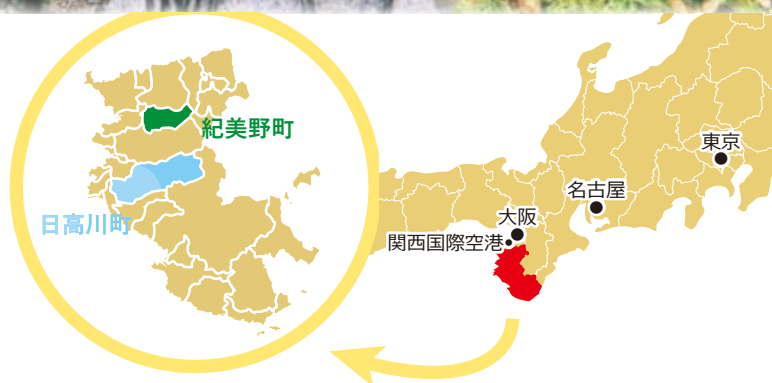 紀美野町
日高川町
東京
名古屋
大阪
関西国際空港